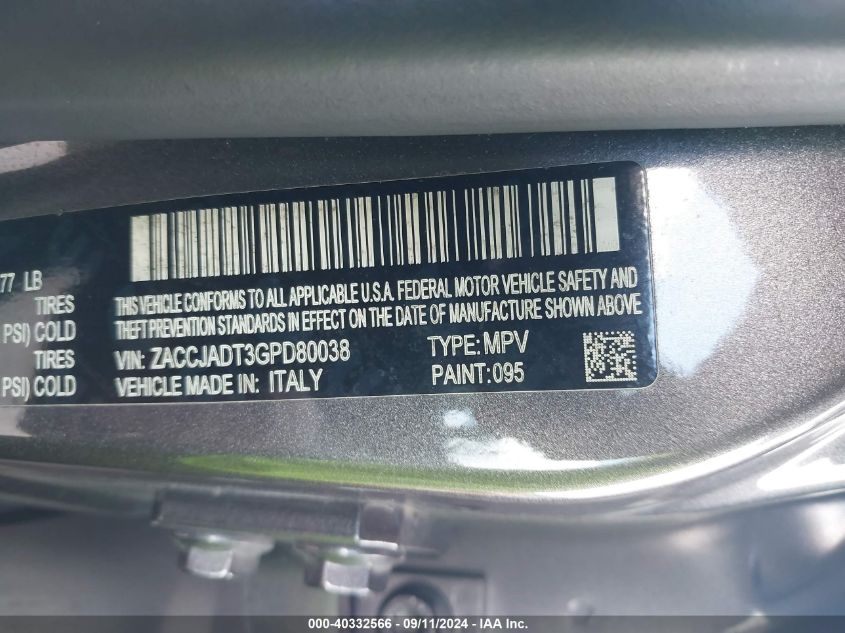 77 LB
TIRES
PSI) COLD
TIRES
PSI) COLD
THIS VEHICLE CONFORMS TO ALL APPLICABLE U.S.A. FEDERAL MOTOR VEHICLE SAFETY AND
THEFT PREVENTION STANDARDS IN EFFECT ON THE DATE OF MANUFACTURE SHOWN ABOVE
VIN: ZACCJADT3GPD80038 TYPE: MPV
VEHICLE MADE IN: ITALY PAINT:095
000-40332566 - 09/11/2024 - IAA, Inc.